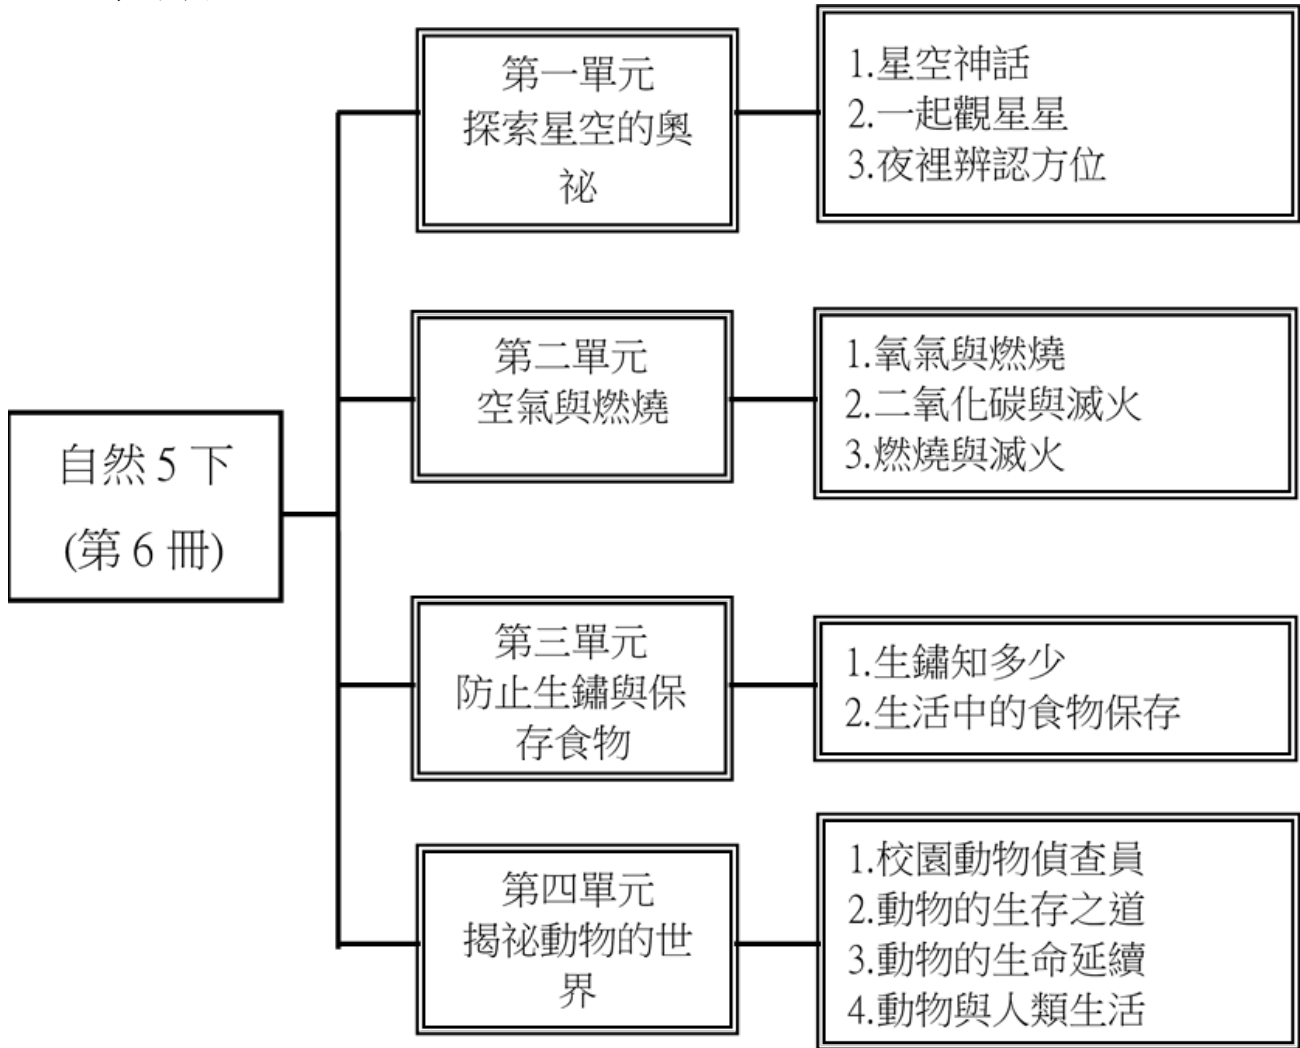 自然 5 下
(第 6 冊)
第一單元
探索星空的奧
祕
1.星空神話
2.一起觀星星
3.夜裡辨認方位
第二單元
空氣與燃燒
1.氧氣與燃燒
2.二氧化碳與滅火
3.燃燒與滅火
第三單元
防止生鏽與保
存食物
1.生鏽知多少
2.生活中的食物保存
第四單元
揭祕動物的世
界
1.校園動物偵查員
2.動物的生存之道
3.動物的生命延續
4.動物與人類生活